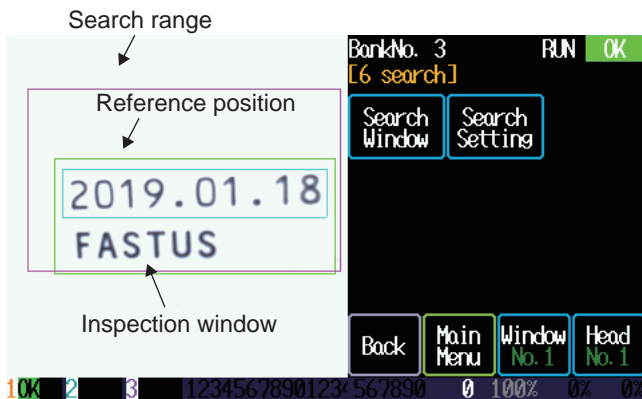 Search range
BankNo. 3 RUN OK
[6 search]
Search Window
Search Setting
Reference position
2019.01.18
FASTUS
Inspection window
Back
Main Menu
Window No.1
Head No.1
1OK 2 3 12345678901234567890 0 100% 0% 0%